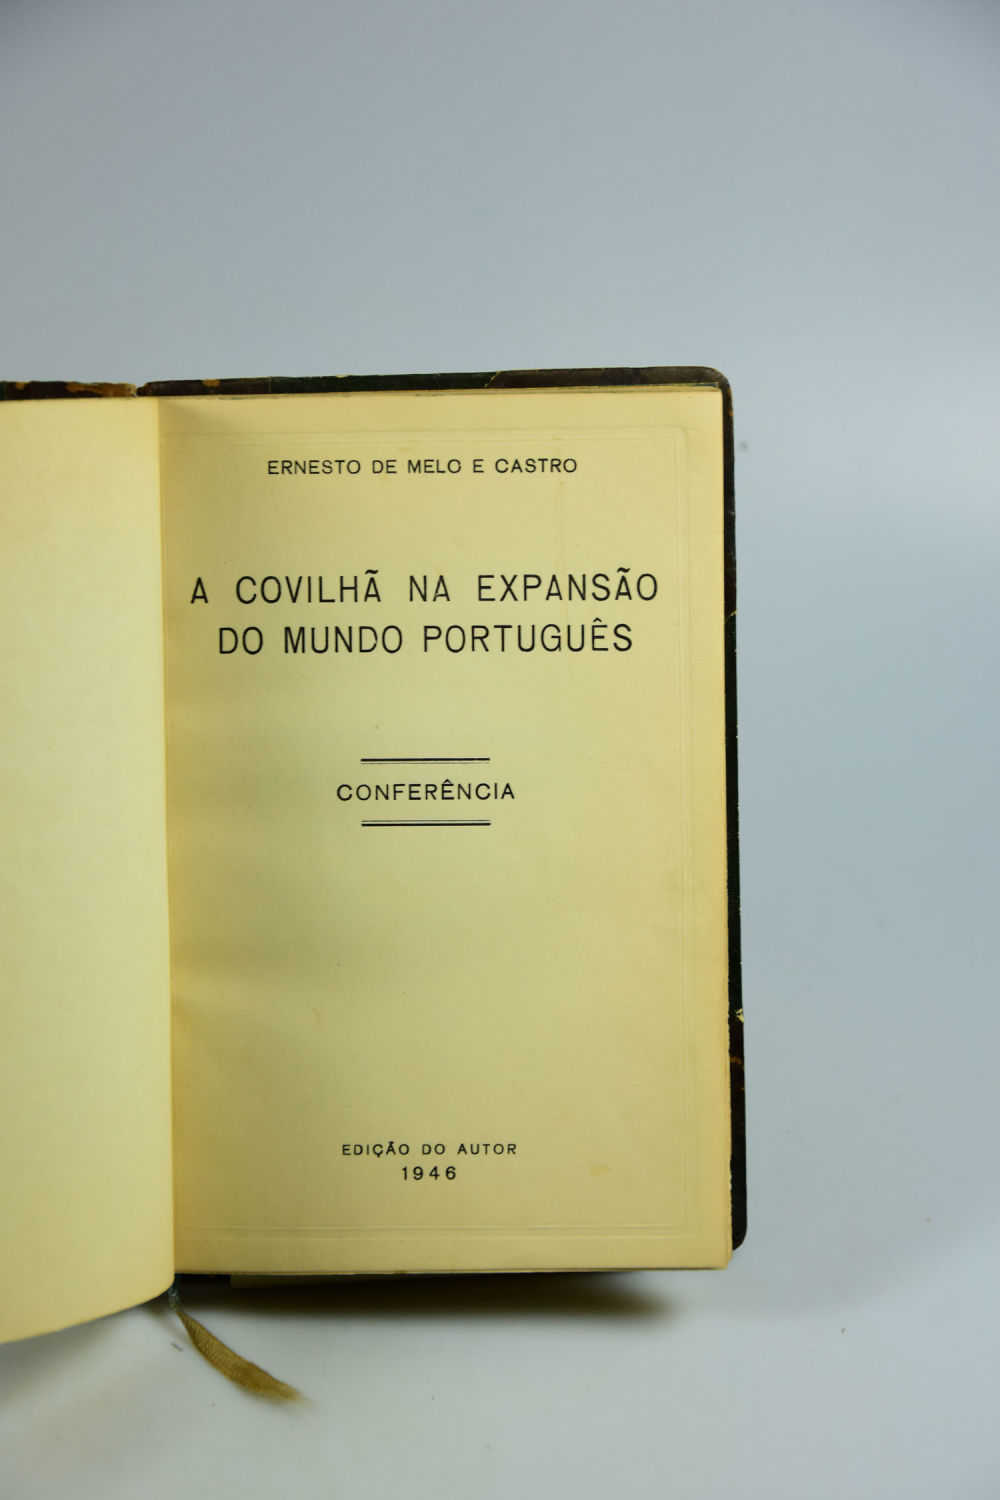 ERNESTO DE MELO E CASTRO
A COVILHÃ NA EXPANSÃO
DO MUNDO PORTUGUÊS
CONFERÊNCIA
EDIÇÃO DO AUTOR
1946